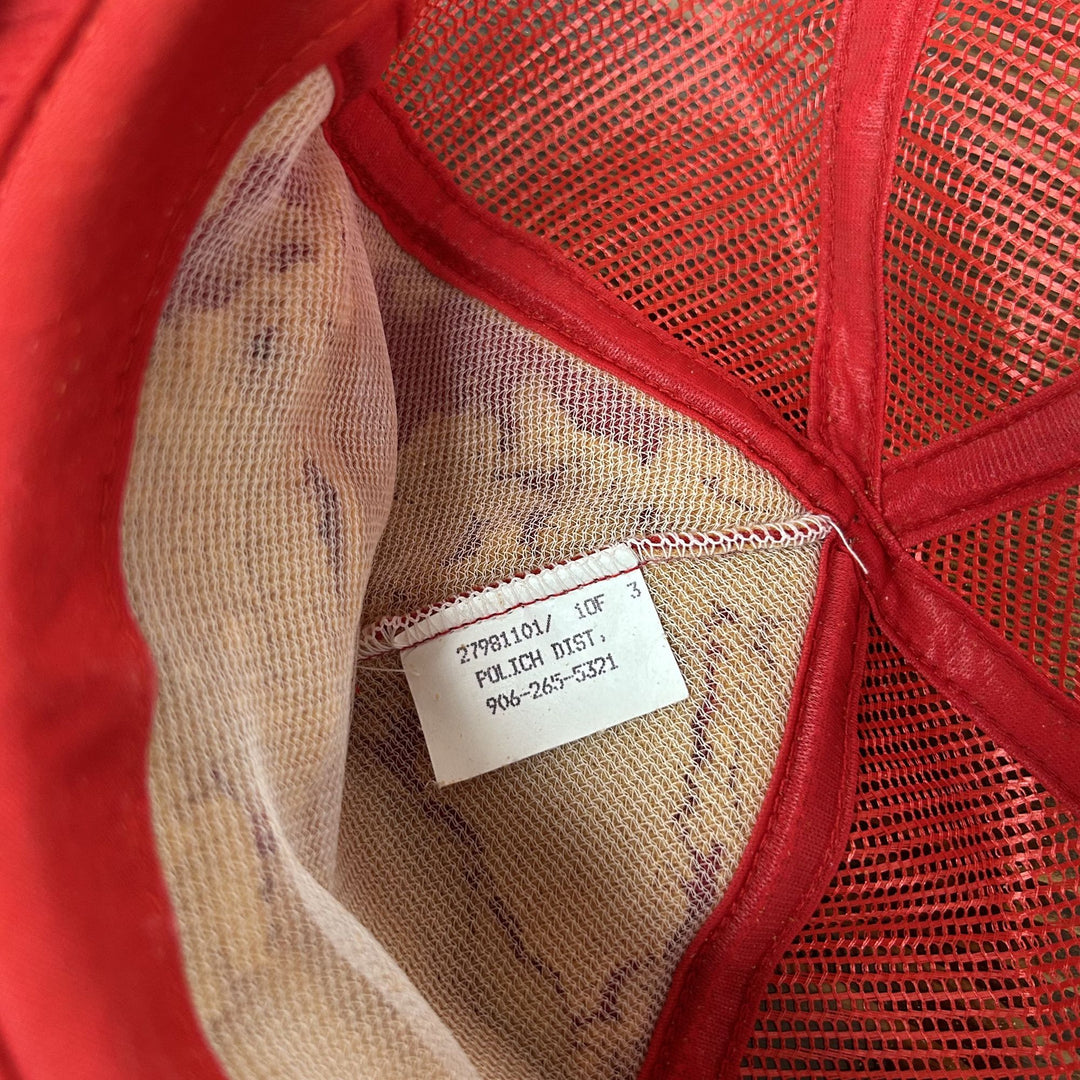 27981101/ 1OF 3
POLICH DIST.
906-265-5321